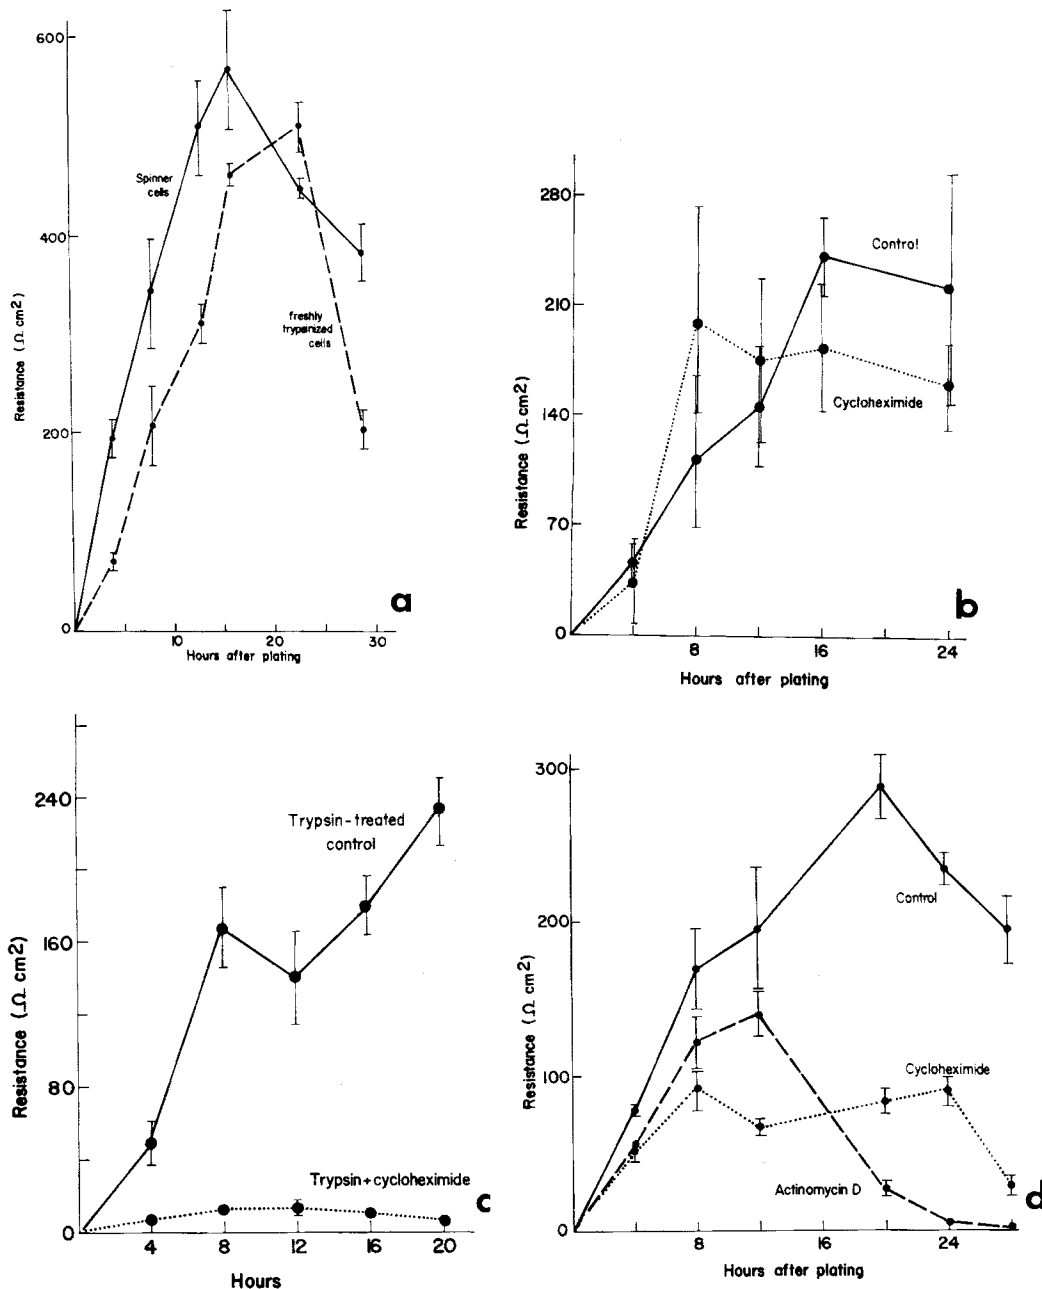 600
400
200
0
Resistance (Ω cm2)
Spinner
cells
freshly
trypsinized
cells
10
20
30
Hours after plating
a
280
210
140
70
0
Resistance (Ω cm2)
Control
Cycloheximide
8
16
24
Hours after plating
b
240
160
80
0
Resistance (Ω cm2)
Trypsin-treated
control
Trypsin+cycloheximide
4
8
12
16
20
Hours
c
300
200
100
0
Resistance (Ω cm2)
Control
Cycloheximide
Actinomycin D
8
16
24
Hours after plating
d